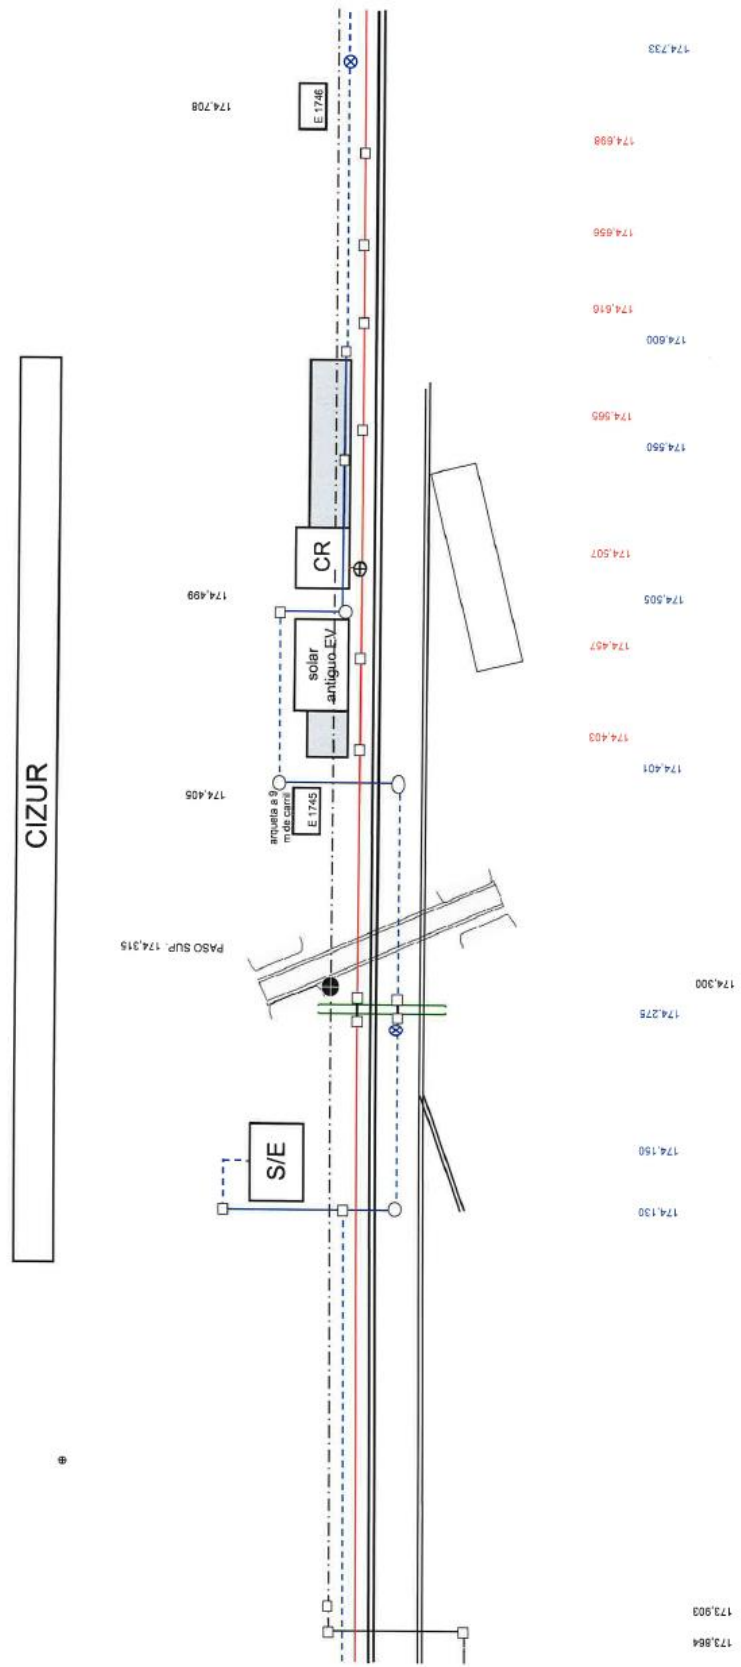 174,733
174,708
E 1746
174,698
174,656
174,616
174,600
174,565
174,550
CR
174,507
174,499
174,505
solar
antiguo EV
174,457
174,403
174,401
CIZUR
174,405
arqueta a 9
m de carril
E 1745
PASO SUP. 174,315
174,300
174,275
S/E
174,150
174,130
173,903
173,864